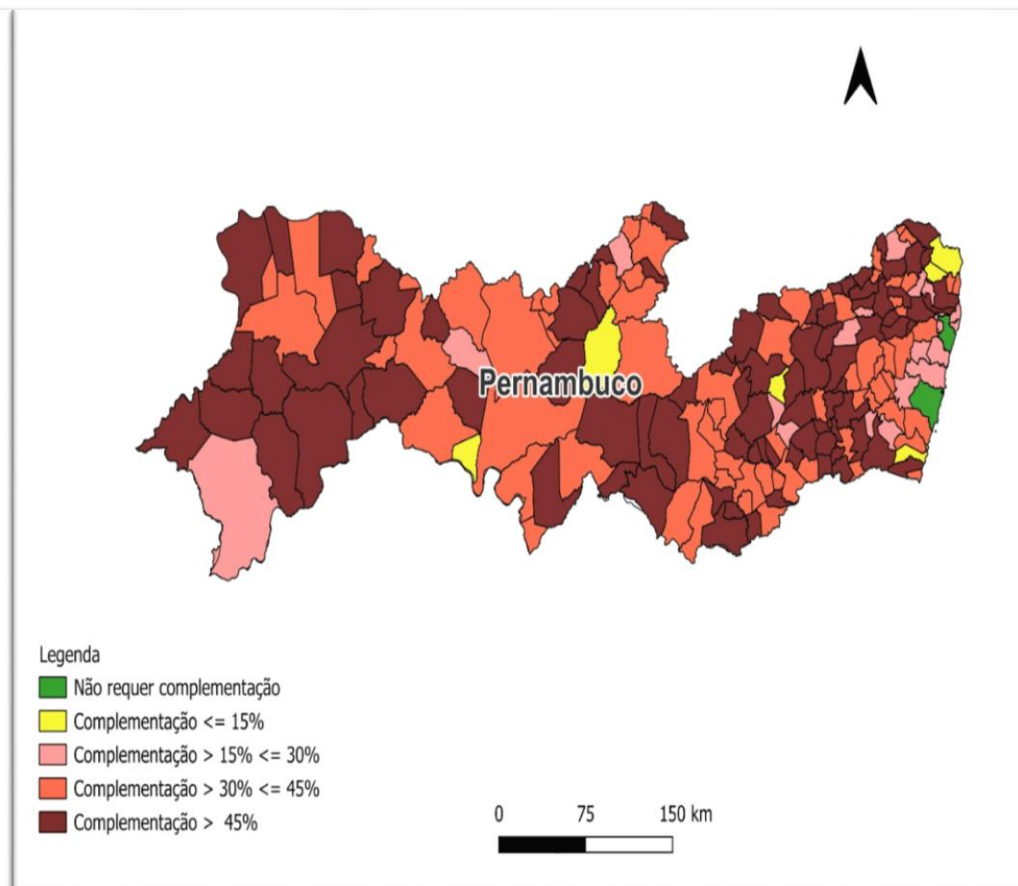 Pernambuco
Legenda
Não requer complementação
Complementação <= 15%
Complementação > 15% <= 30%
Complementação > 30% <= 45%
Complementação > 45%
0 75 150 km